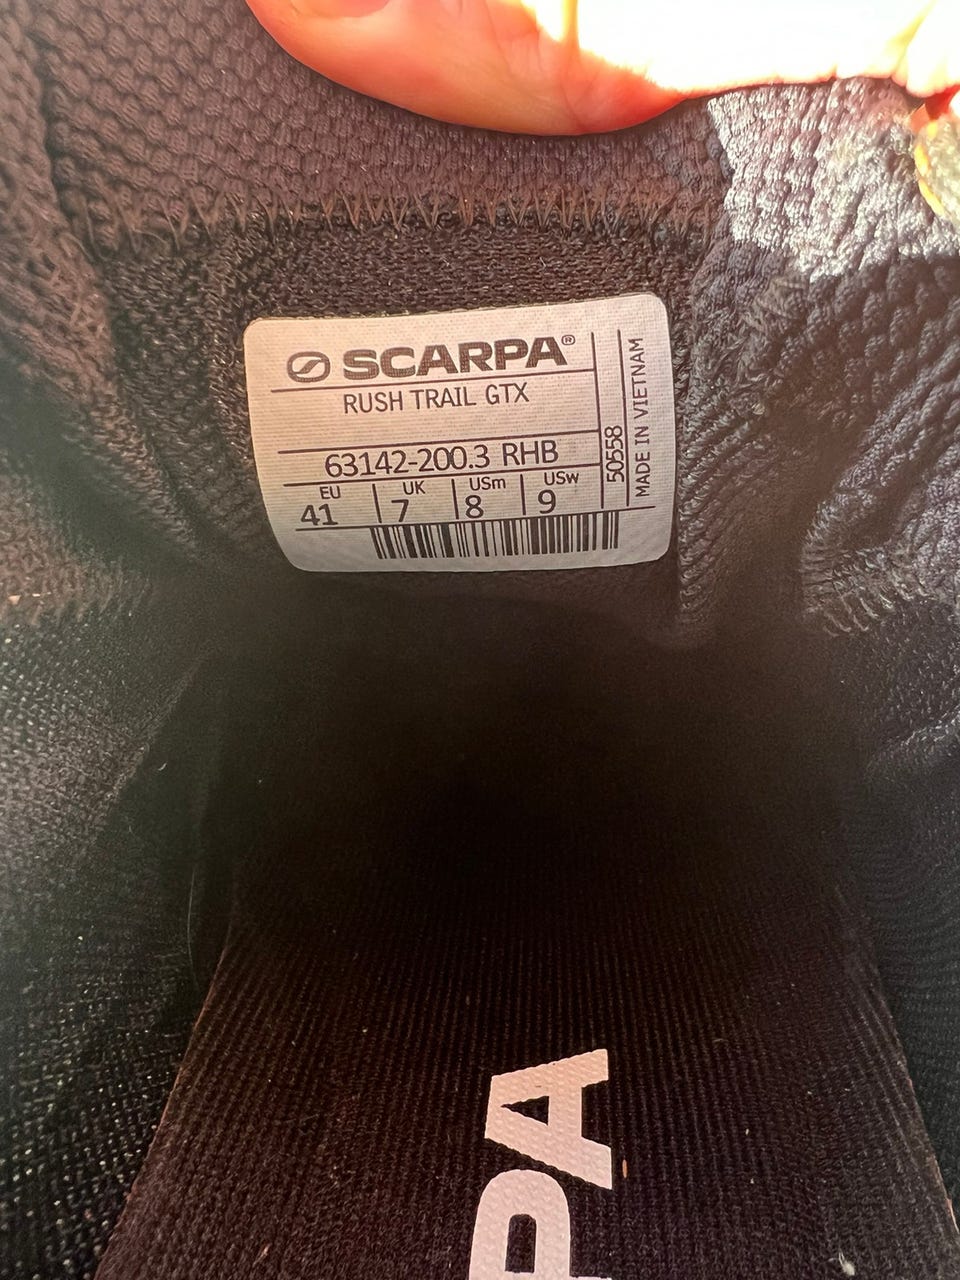 SCARPA®
RUSH TRAIL GTX
63142-200.3 RHB
EU UK USm USw
41 7 8 9
50558
MADE IN VIETNAM
PA